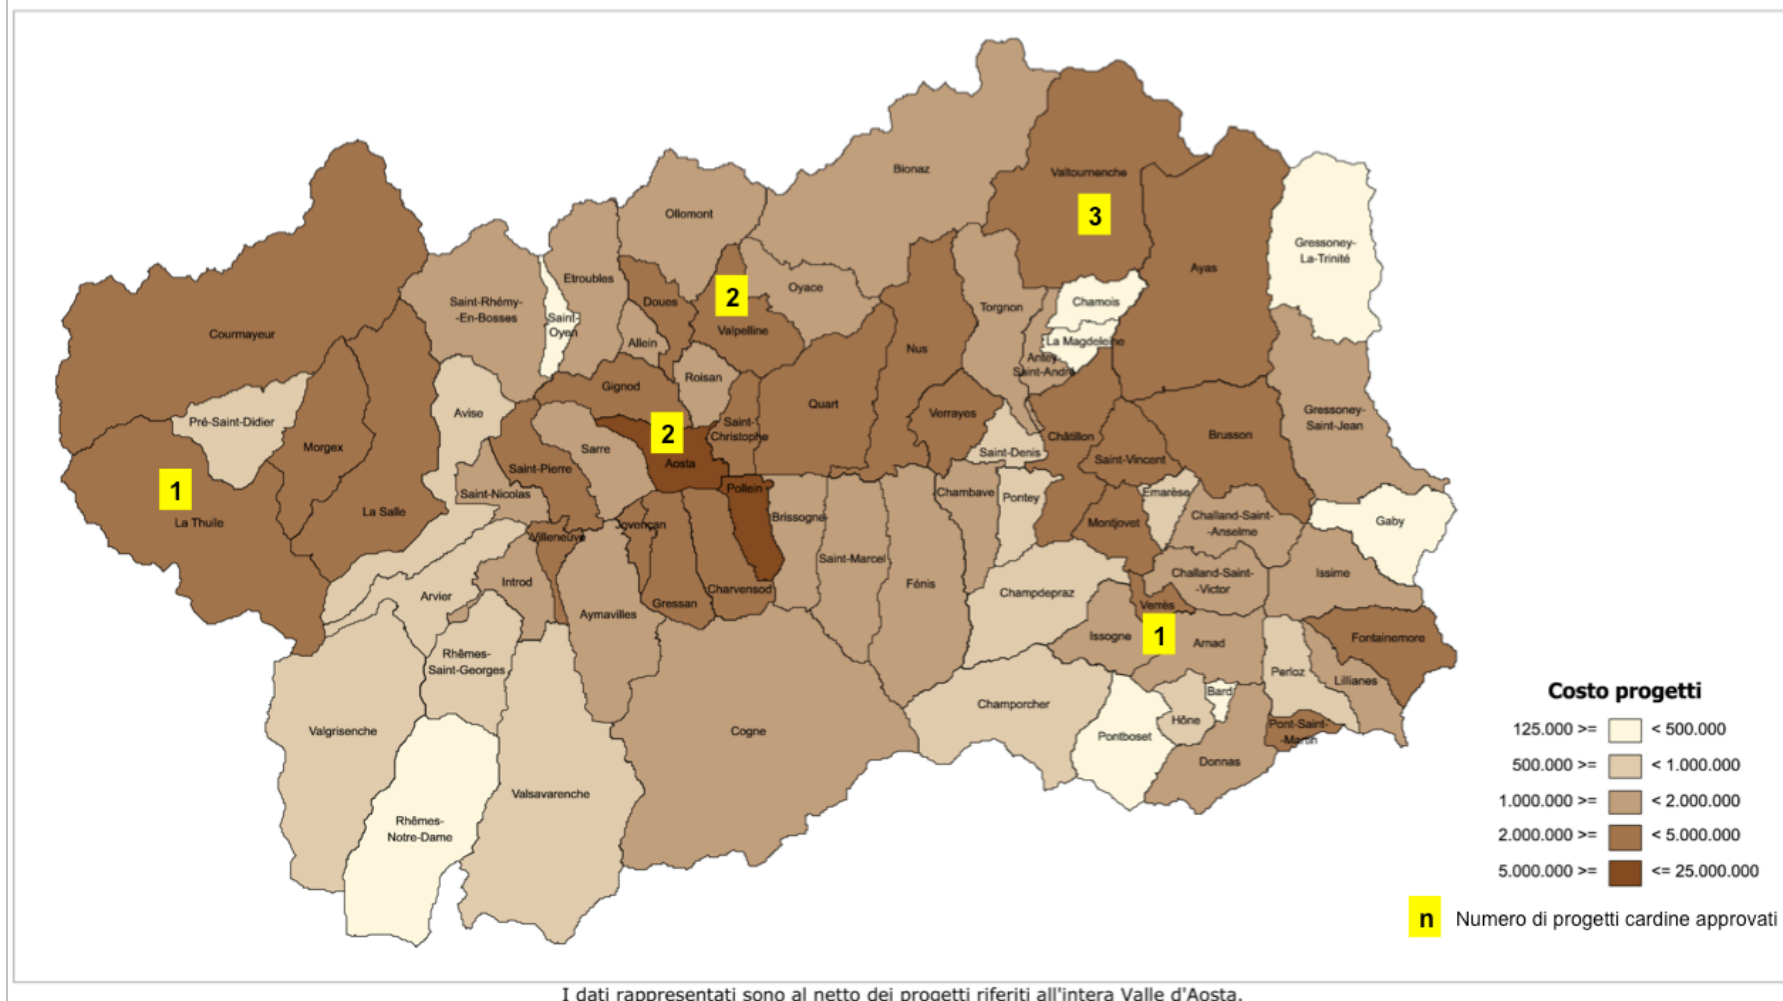 Bionaz
Valtournenche
3
Ollomont
Gressoney-
La-Trinité
Ayas
Etroubles
Oyace
2
Doues
Valpelline
Chamois
Saint-Rhémy-
-En-Bosses
Saint-
Oyen
Torgnon
Courmayeur
Allein
La Magdeleine
Nus
Antey-
Saint-André
Roisan
Gignod
Quart
Avise
Pré-Saint-Didier
Verrayes
Gressoney-
Saint-Jean
Saint-
Christophe
2
Morgex
Sarre
Châtillon
Brusson
Saint-Denis
Saint-Vincent
Aosta
Saint-Pierre
1
La Thuile
Saint-Nicolas
Pollein
Chambave
Pontey
Emarèse
La Salle
Brissogne
Jovençan
Montjovet
Challand-Saint-
-Anselme
Gaby
Villeneuve
Saint-Marcel
Introd
Fénis
Challand-Saint-
-Victor
Issime
Arvier
Charvensod
Champdepraz
Gressan
Verrès
Aymavilles
1
Issogne
Arnad
Fontainemore
Rhêmes-
Saint-Georges
Perloz
Lillianes
Bard
Champorcher
Hône
Valgrisenche
Cogne
Pontboset
Pont-Saint-
-Martin
Donnas
Valsavarenche
Rhêmes-
Notre-Dame
Costo progetti
125.000 >= < 500.000
500.000 >= < 1.000.000
1.000.000 >= < 2.000.000
2.000.000 >= < 5.000.000
5.000.000 >= <= 25.000.000
n Numero di progetti cardine approvati
I dati rappresentati sono al netto dei progetti riferiti all'intera Valle d'Aosta.